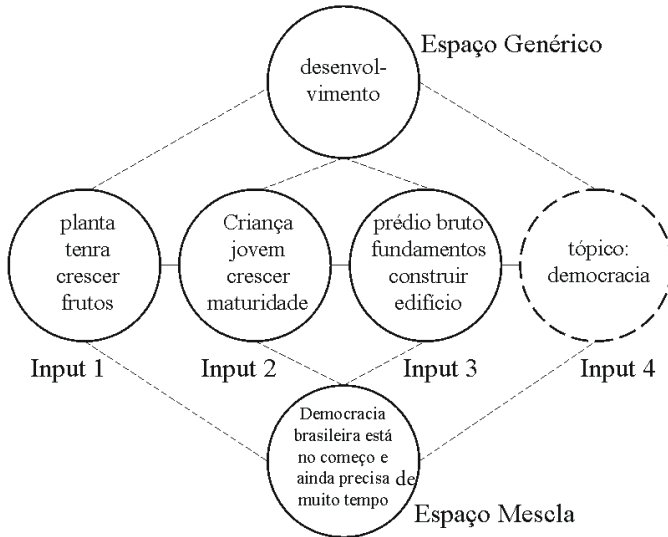 Espaço Genérico
desenvol-
vimento
planta
tenra
crescer
frutos
Criança
jovem
crescer
maturidade
prédio bruto
fundamentos
construir
edifício
tópico:
democracia
Input 1
Input 2
Input 3
Input 4
Democracia
brasileira está
no começo e
ainda precisa de
muito tempo
Espaço Mescla